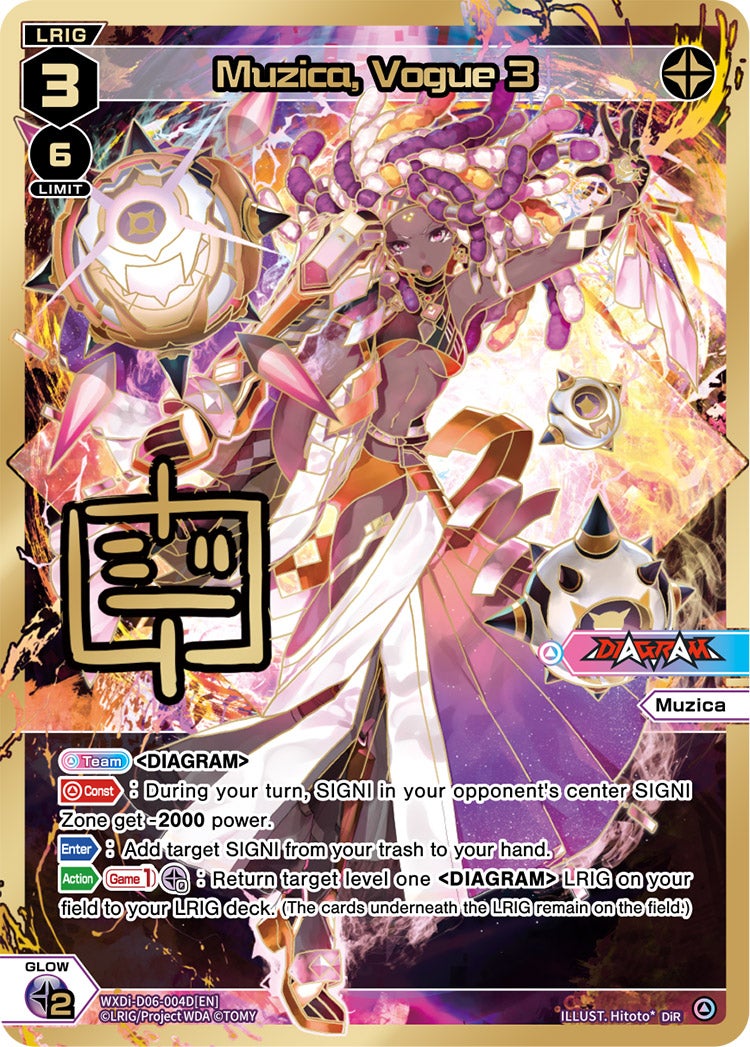 LRIG
3
Muzica, Vogue 3
6
LIMIT
DIAGRAM
Muzica
Team <DIAGRAM>
Const : During your turn, SIGNI in your opponent's center SIGNI
Zone get -2000 power.
Enter : Add target SIGNI from your trash to your hand.
Action Game 1 0 : Return target level one <DIAGRAM> LRIG on your
field to your LRIG deck. (The cards underneath the LRIG remain on the field.)
GLOW
2
WXDi-D06-004D[EN]
©LRIG/ProjectWDA ©TOMY
ILLUST. Hitoto* DiR